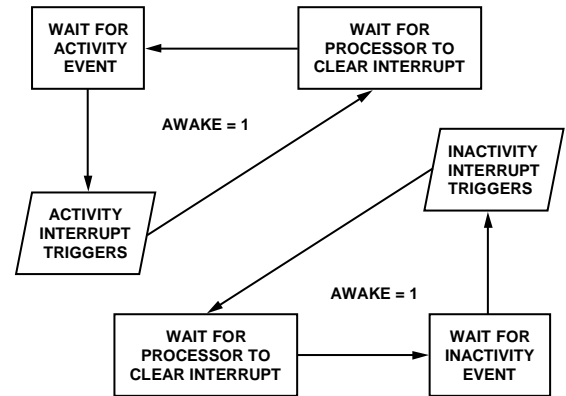 WAIT FOR
ACTIVITY
EVENT
WAIT FOR
PROCESSOR TO
CLEAR INTERRUPT
AWAKE = 1
ACTIVITY
INTERRUPT
TRIGGERS
INACTIVITY
INTERRUPT
TRIGGERS
AWAKE = 1
WAIT FOR
PROCESSOR TO
CLEAR INTERRUPT
WAIT FOR
INACTIVITY
EVENT